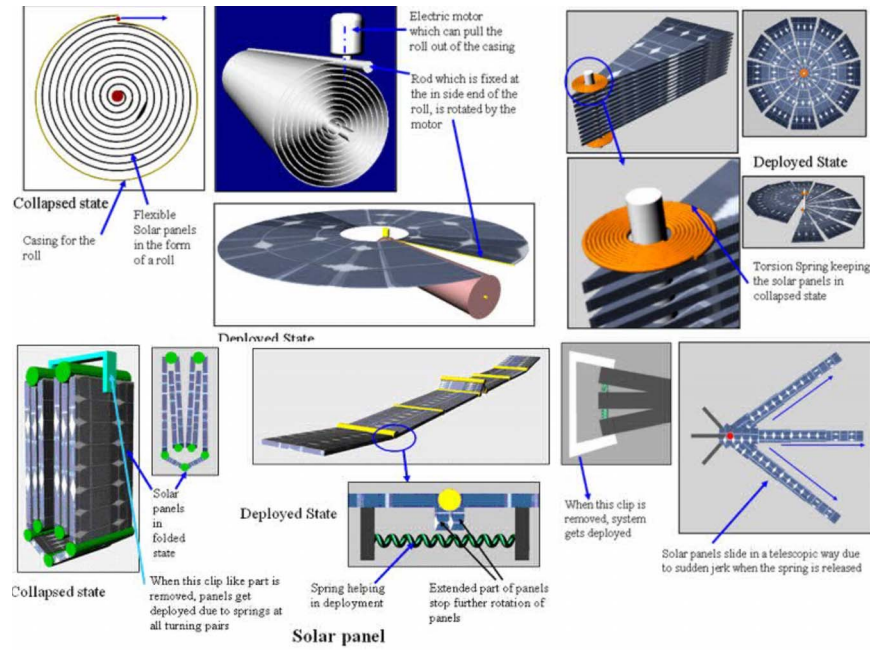 Electric motor
which can pull the
roll out of the casing
Rod which is fixed at
the in side end of the
roll, is rotated by the
motor
Collapsed state
Casing for the
roll
Flexible
Solar panels
in the form
of a roll
Deployed State
Deployed State
Torsion Spring keeping
the solar panels in
collapsed state
Solar
panels
in
folded
state
Collapsed state
When this clip like part is
removed, panels get
deployed due to springs at
all turning pairs
Deployed State
Spring helping
in deployment
Extended part of panels
stop further rotation of
panels
When this clip is
removed, system
gets deployed
Solar panels slide in a telescopic way due to
sudden jerk when the spring is released
Solar panel